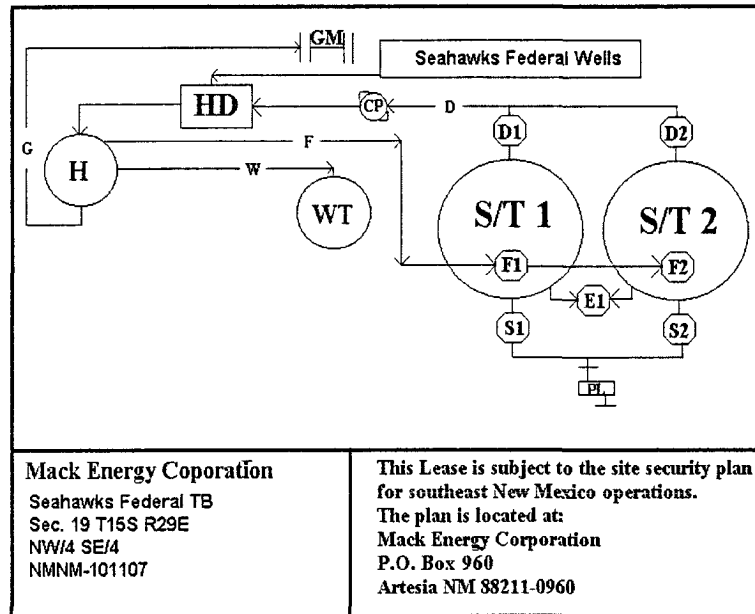 GM
Seahawks Federal Wells
HD
CP
D
G
D1
D2
F
H
W
WT
S/T 1
S/T 2
F1
F2
E1
S1
S2
PL
Mack Energy Coporation
Seahawks Federal TB
Sec. 19 T15S R29E
NW/4 SE/4
NMNM-101107
This Lease is subject to the site security plan
for southeast New Mexico operations.
The plan is located at:
Mack Energy Corporation
P.O. Box 960
Artesia NM 88211-0960